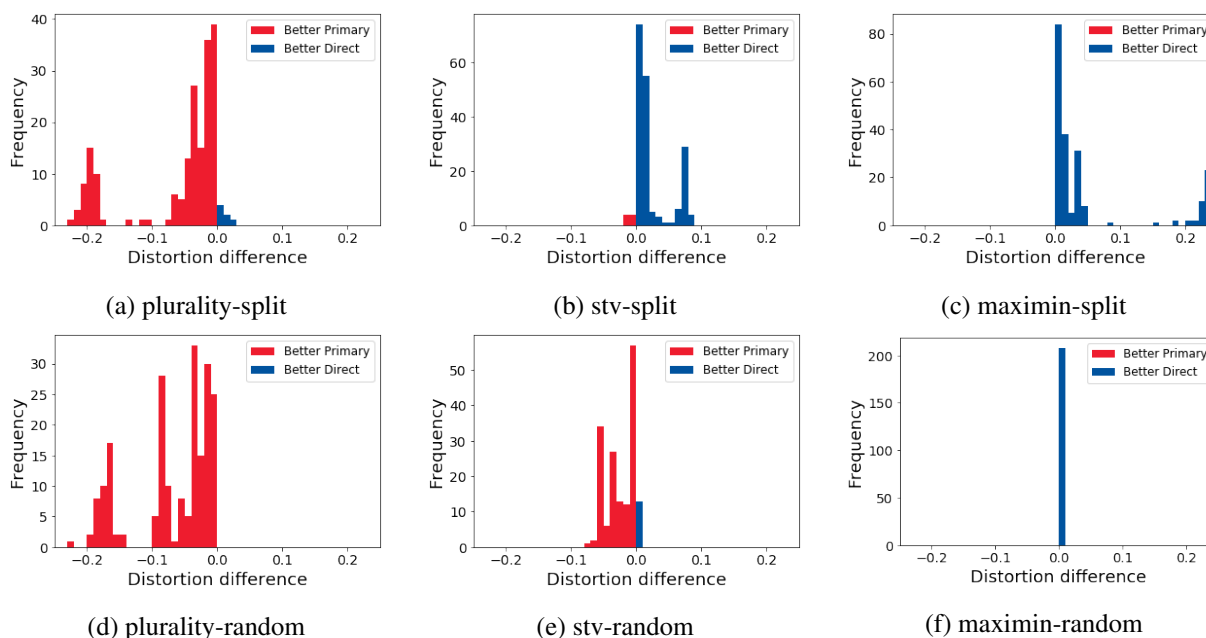 40
30
20
10
0
Frequency
Better Primary
Better Direct
−0.2 −0.1 0.0 0.1 0.2
Distortion difference
(a) plurality-split
60
40
20
0
Frequency
Better Primary
Better Direct
−0.2 −0.1 0.0 0.1 0.2
Distortion difference
(b) stv-split
80
60
40
20
0
Frequency
Better Primary
Better Direct
−0.2 −0.1 0.0 0.1 0.2
Distortion difference
(c) maximin-split
30
25
20
15
10
5
0
Frequency
Better Primary
Better Direct
−0.2 −0.1 0.0 0.1 0.2
Distortion difference
(d) plurality-random
50
40
30
20
10
0
Frequency
Better Primary
Better Direct
−0.2 −0.1 0.0 0.1 0.2
Distortion difference
(e) stv-random
200
150
100
50
0
Frequency
Better Primary
Better Direct
−0.2 −0.1 0.0 0.1 0.2
Distortion difference
(f) maximin-random